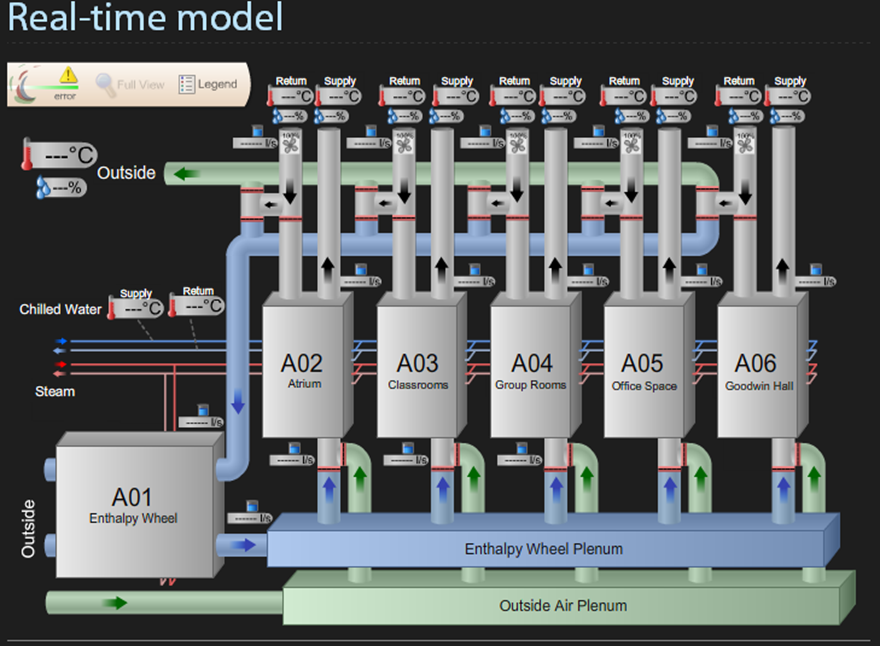 Real-time model
error
Full View
Legend
Return Supply Return Supply Return Supply Return Supply Return Supply
---°C ---°C ---°C ---°C ---°C ---°C ---°C ---°C ---°C ---°C
---% ---% ---% ---% ---% ---% ---% ---% ---% ---%
100% 100% 100% 100% 100%
------ l/s ------ l/s ------ l/s ------ l/s ------ l/s
---°C
---%
Outside
------ l/s ------ l/s ------ l/s ------ l/s ------ l/s
Supply Return
Chilled Water ---°C ---°C
Steam
A02
Atrium
A03
Classrooms
A04
Group Rooms
A05
Office Space
A06
Goodwin Hall
------ l/s
------ l/s ------ l/s ------ l/s
A01
Enthalpy Wheel
Outside
------ l/s
Enthalpy Wheel Plenum
Outside Air Plenum